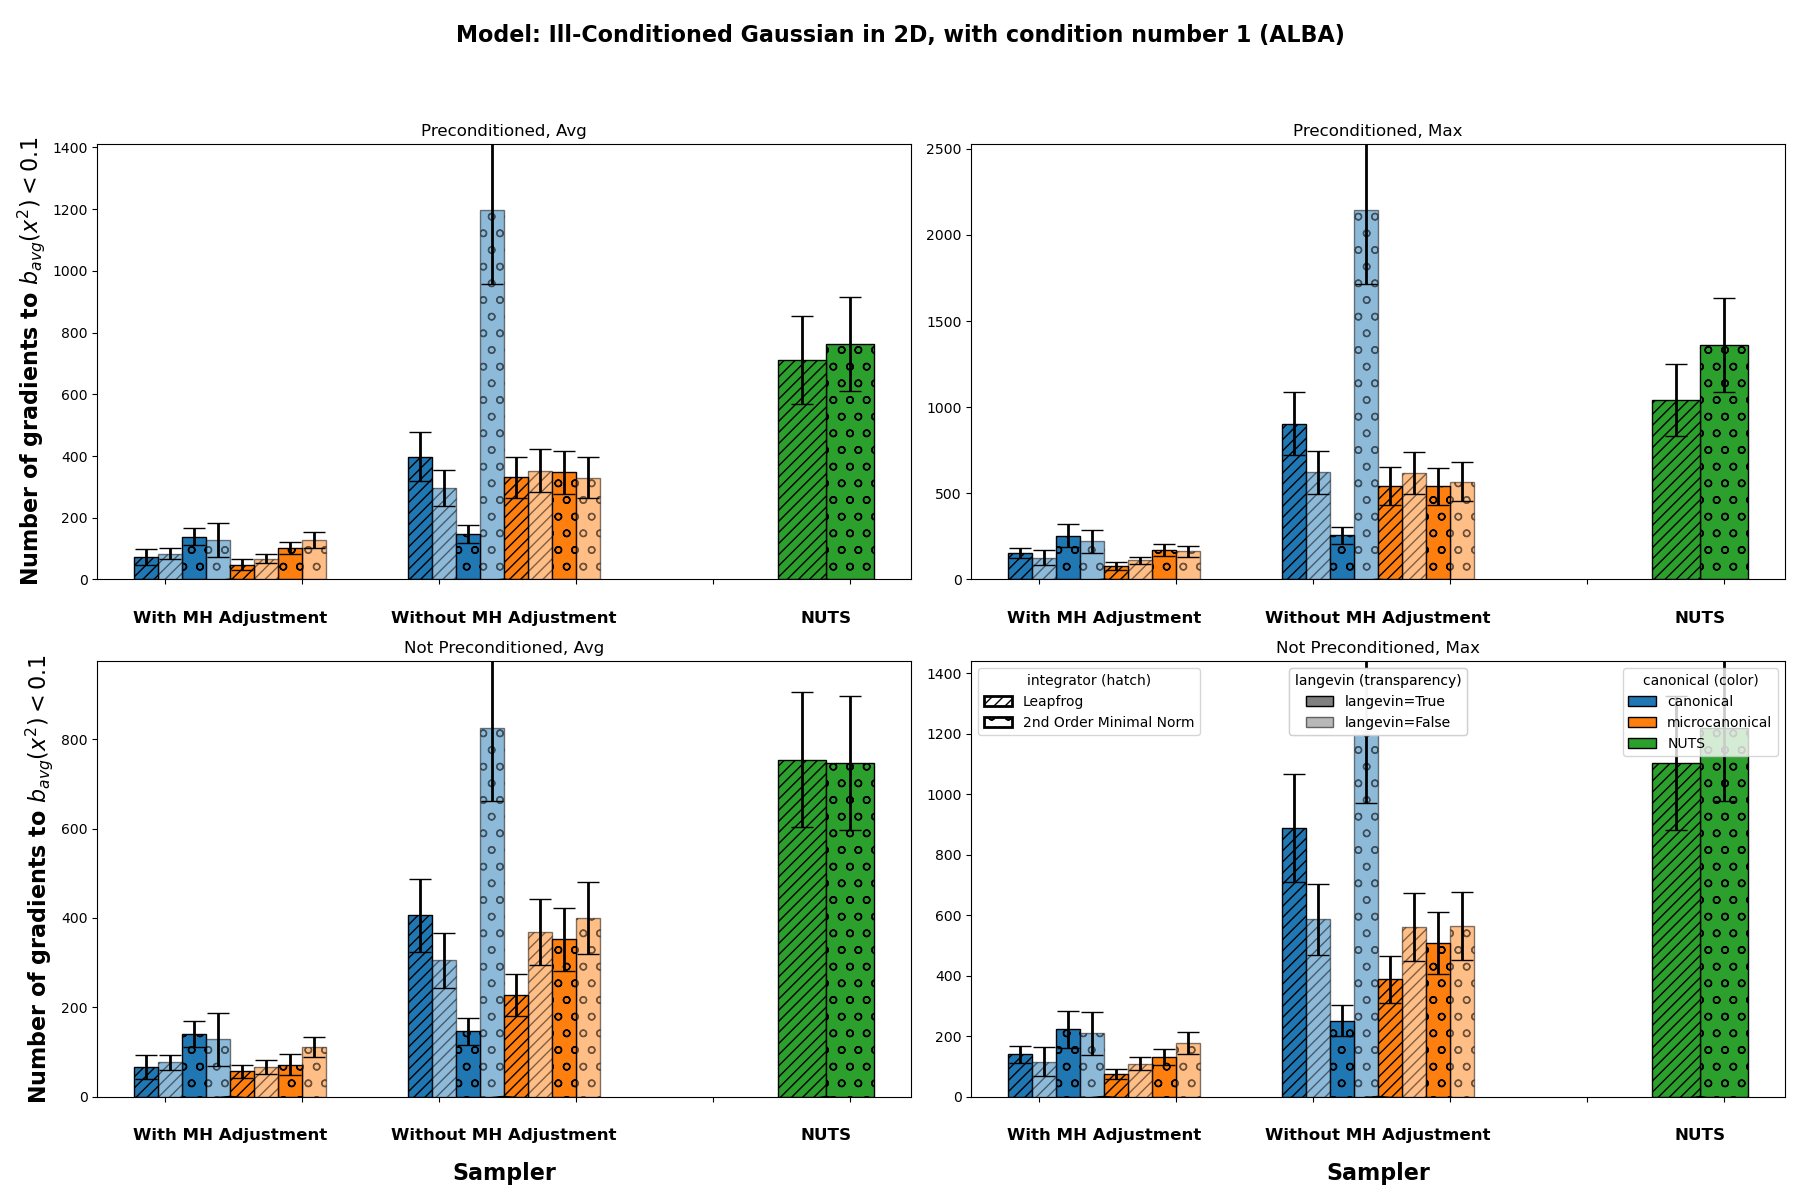 Model: Ill-Conditioned Gaussian in 2D, with condition number 1 (ALBA)
Preconditioned, Avg
Number of gradients to b_avg(x²) < 0.1
1400
1200
1000
800
600
400
200
0
With MH Adjustment
Without MH Adjustment
NUTS
Preconditioned, Max
2500
2000
1500
1000
500
0
With MH Adjustment
Without MH Adjustment
NUTS
Not Preconditioned, Avg
Number of gradients to b_avg(x²) < 0.1
800
600
400
200
0
With MH Adjustment
Without MH Adjustment
NUTS
Sampler
Not Preconditioned, Max
1400
1200
1000
800
600
400
200
0
integrator (hatch)
Leapfrog
2nd Order Minimal Norm
langevin (transparency)
langevin=True
langevin=False
canonical (color)
canonical
microcanonical
NUTS
With MH Adjustment
Without MH Adjustment
NUTS
Sampler